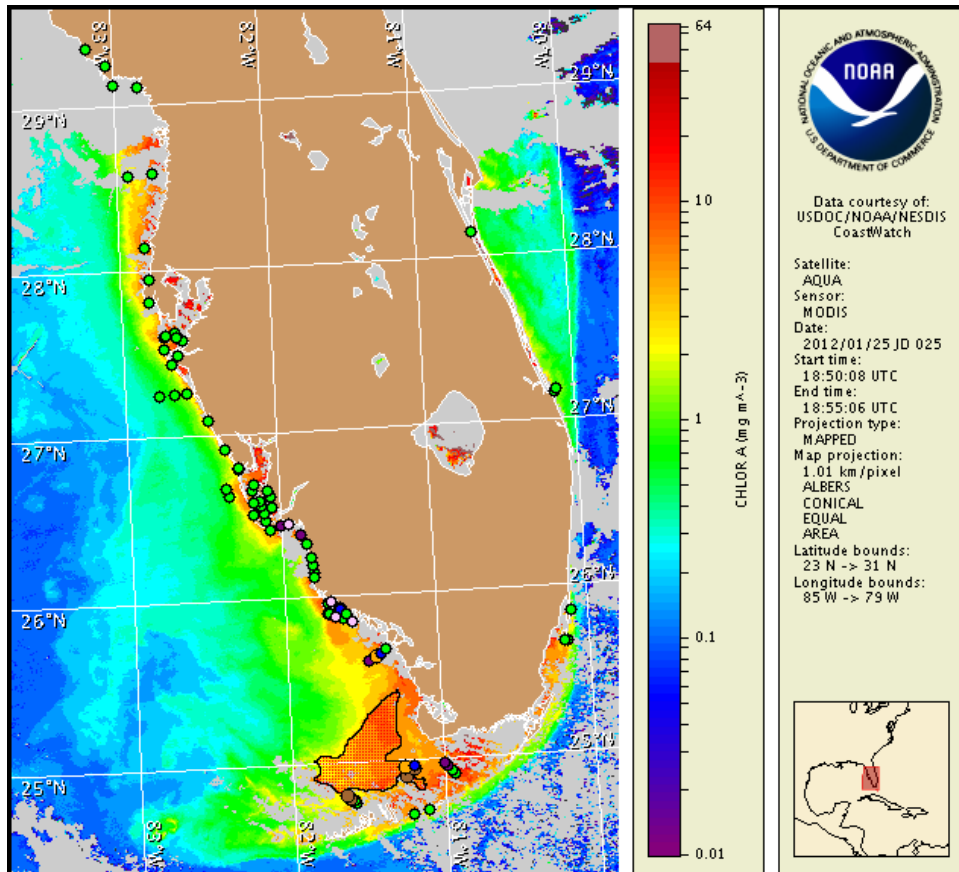 83°W
82°W
81°W
80°W
29°N
29°N
28°N
28°N
27°N
27°N
26°N
26°N
25°N
25°N
83°W
82°W
81°W
64
10
1
0.1
0.01
CHLOR A (mg m^-3)
NATIONAL OCEANIC AND ATMOSPHERIC ADMINISTRATION
NOAA
U.S. DEPARTMENT OF COMMERCE
Data courtesy of:
USDOC/NOAA/NESDIS
CoastWatch
Satellite:
AQUA
Sensor:
MODIS
Date:
2012/01/25 JD 025
Start time:
18:50:08 UTC
End time:
18:55:06 UTC
Projection type:
MAPPED
Map projection:
1.01 km/pixel
ALBERS
CONICAL
EQUAL
AREA
Latitude bounds:
23 N -> 31 N
Longitude bounds:
85 W -> 79 W